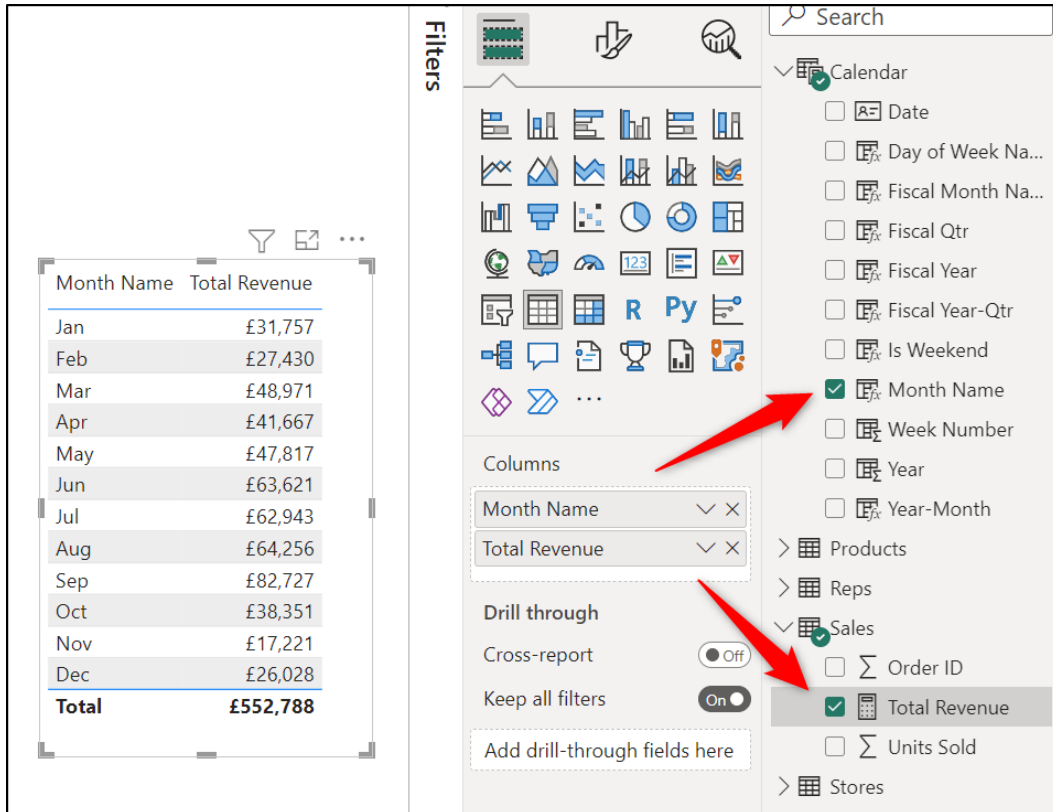 Month Name Total Revenue
Jan £31,757
Feb £27,430
Mar £48,971
Apr £41,667
May £47,817
Jun £63,621
Jul £62,943
Aug £64,256
Sep £82,727
Oct £38,351
Nov £17,221
Dec £26,028
Total £552,788
Filters
123
R
Py
Columns
Month Name
Total Revenue
Drill through
Cross-report Off
Keep all filters On
Add drill-through fields here
Search
Calendar
Date
Day of Week Na...
Fiscal Month Na...
Fiscal Qtr
Fiscal Year
Fiscal Year-Qtr
Is Weekend
Month Name
Week Number
Year
Year-Month
Products
Reps
Sales
Order ID
Total Revenue
Units Sold
Stores